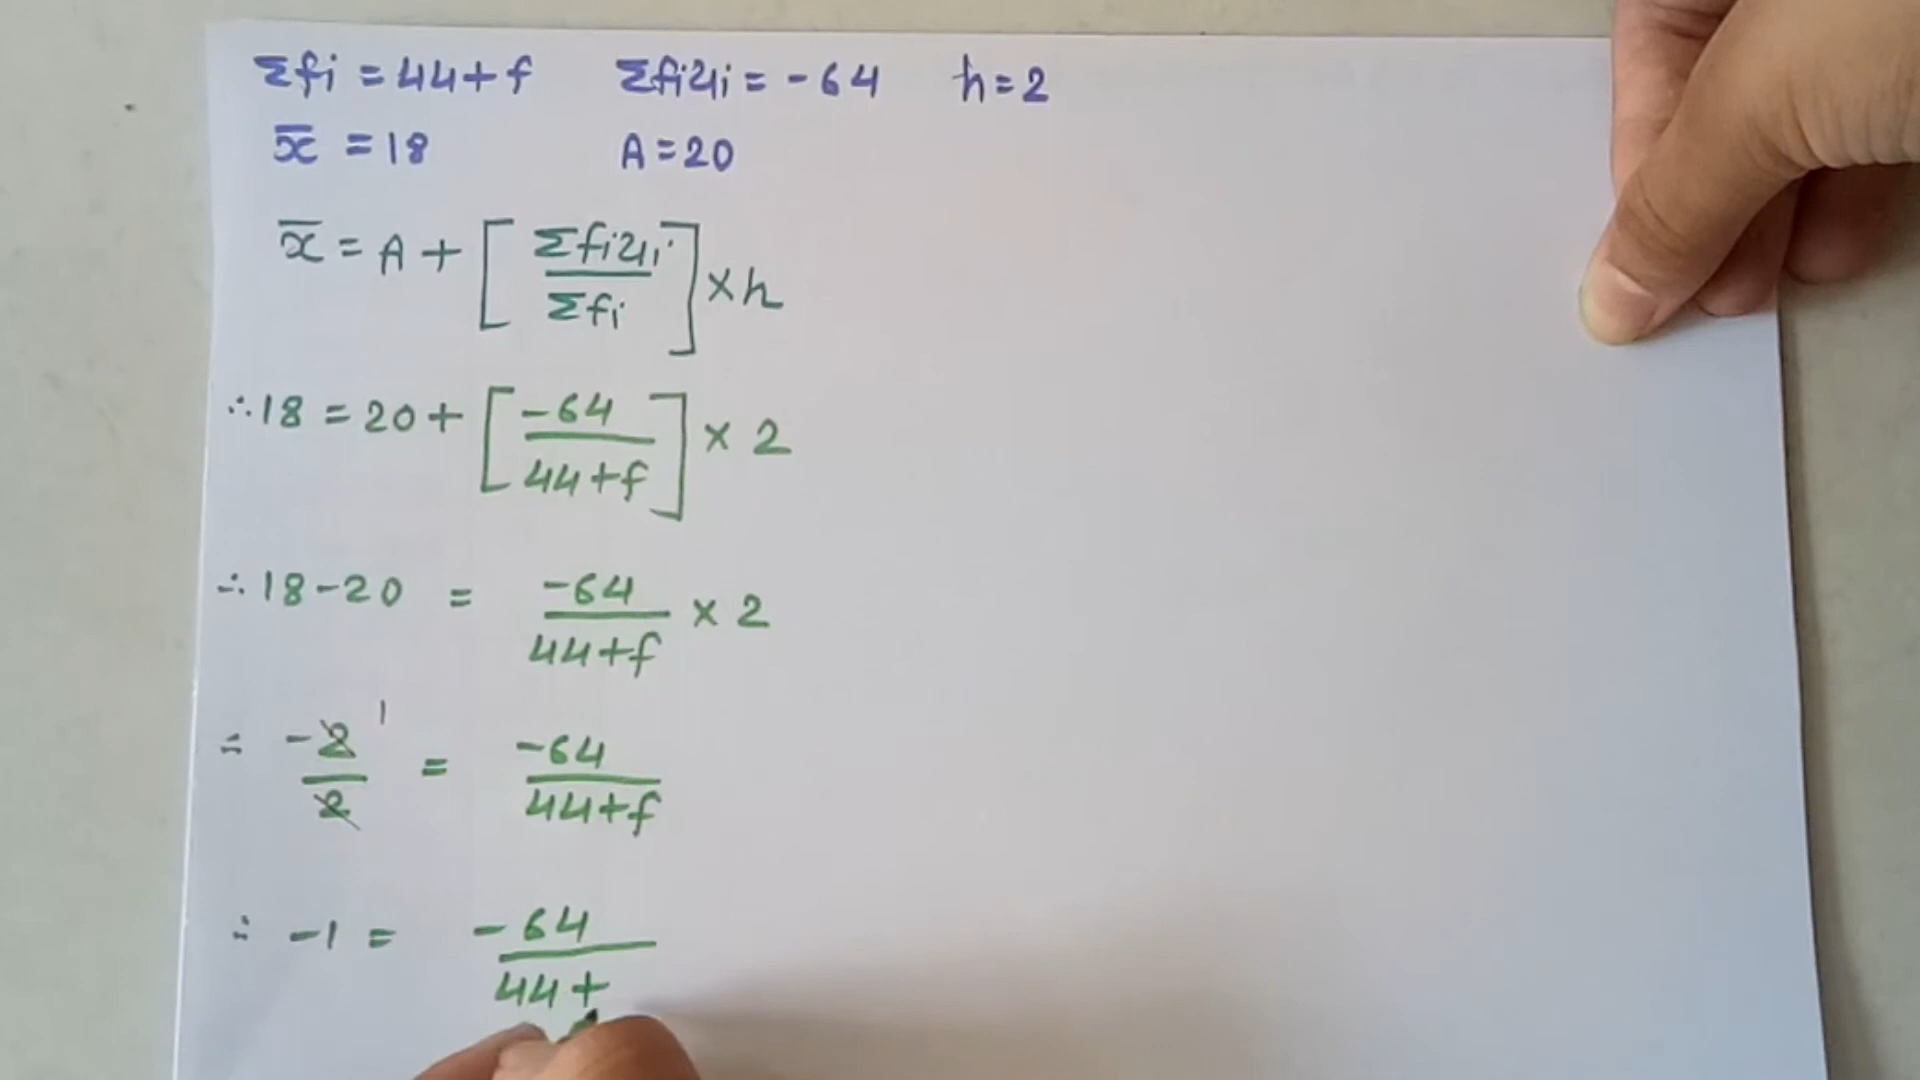 Σfi = 44+f Σfiui = -64 h=2
x̄ = 18 A=20
x̄ = A + [Σfiui / Σfi] × h
∴ 18 = 20 + [-64 / 44+f] × 2
∴ 18-20 = -64 / 44+f × 2
∴ -2 / 2 1 = -64 / 44+f
∴ -1 = -64 / 44+